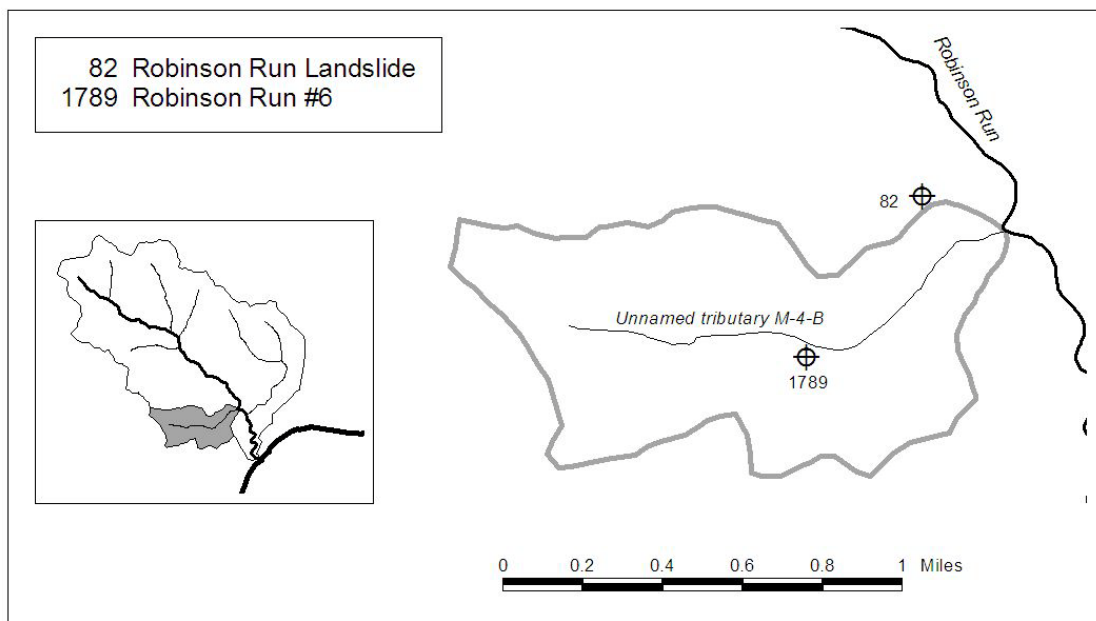 82 Robinson Run Landslide
1789 Robinson Run #6
Robinson Run
82
Unnamed tributary M-4-B
1789
0 0.2 0.4 0.6 0.8 1 Miles